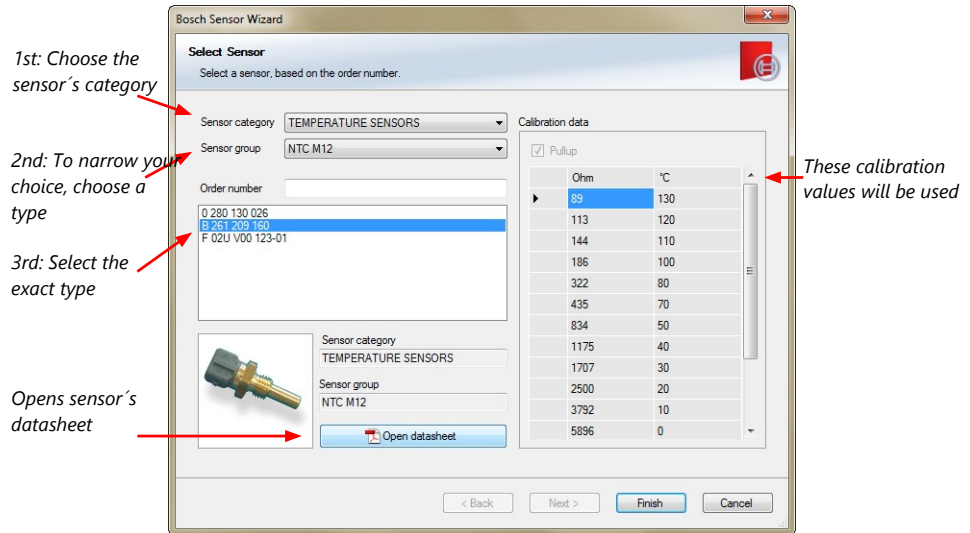 Bosch Sensor Wizard
Select Sensor
Select a sensor, based on the order number.
1st: Choose the
sensor´s category
Sensor category TEMPERATURE SENSORS
Sensor group NTC M12
2nd: To narrow your
choice, choose a
type
Order number
0 280 130 026
B 261 209 160
F 02U V00 123-01
3rd: Select the
exact type
Sensor category
TEMPERATURE SENSORS
Sensor group
NTC M12
Opens sensor´s
datasheet
Open datasheet
Calibration data
Pullup
Ohm °C
89 130
113 120
144 110
186 100
322 80
435 70
834 50
1175 40
1707 30
2500 20
3792 10
5896 0
These calibration
values will be used
< Back Next > Finish Cancel